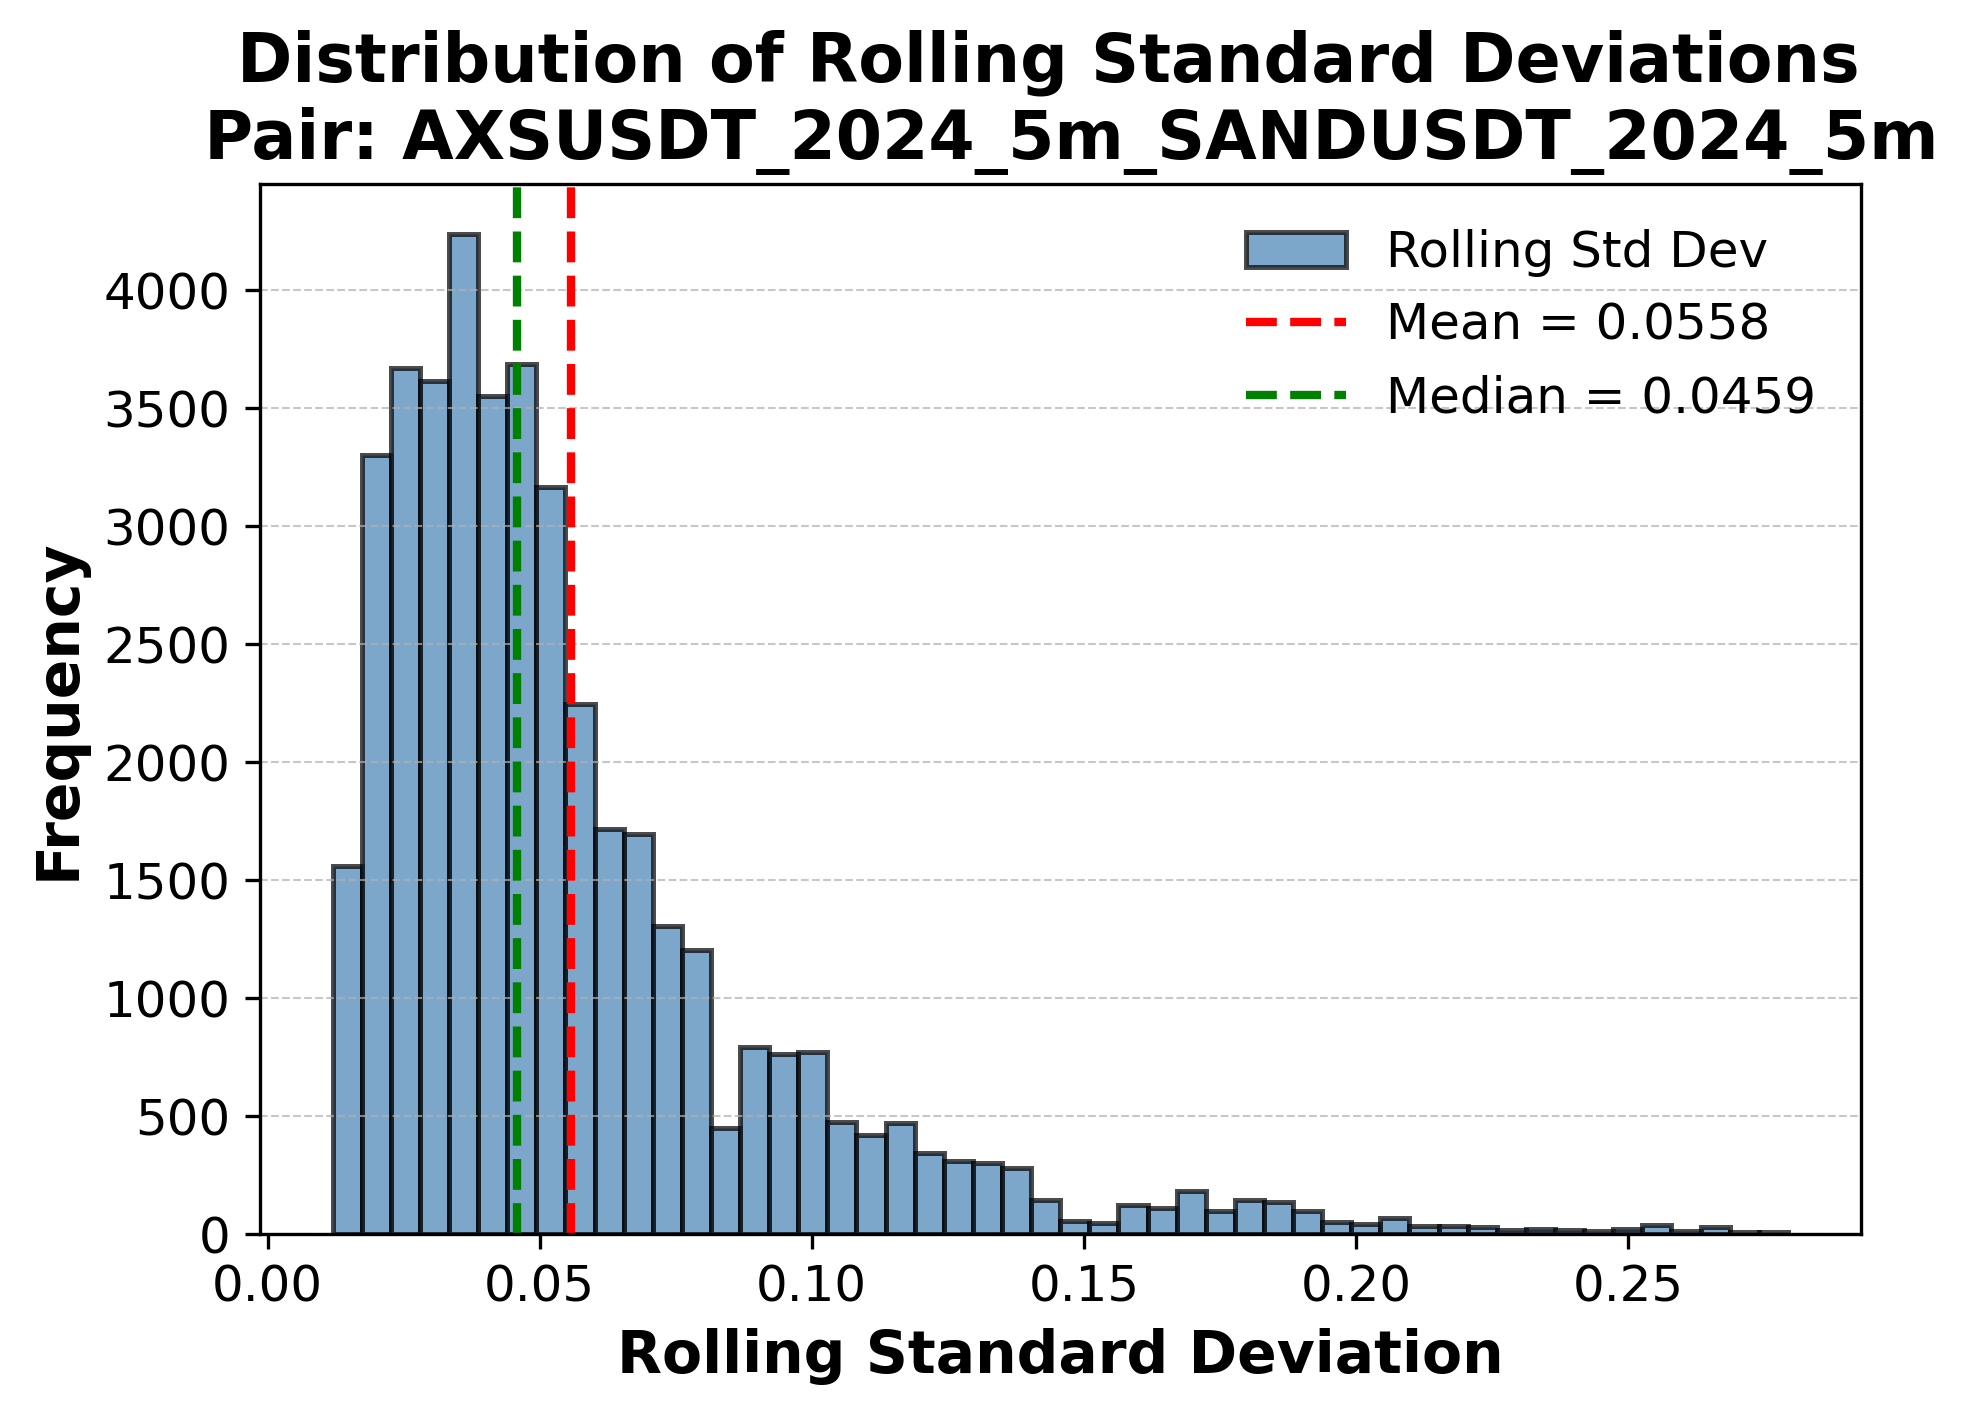 Distribution of Rolling Standard Deviations
Pair: AXSUSDT_2024_5m_SANDUSDT_2024_5m
Rolling Std Dev
Mean = 0.0558
Median = 0.0459
Frequency
4000
3500
3000
2500
2000
1500
1000
500
0
0.00 0.05 0.10 0.15 0.20 0.25
Rolling Standard Deviation